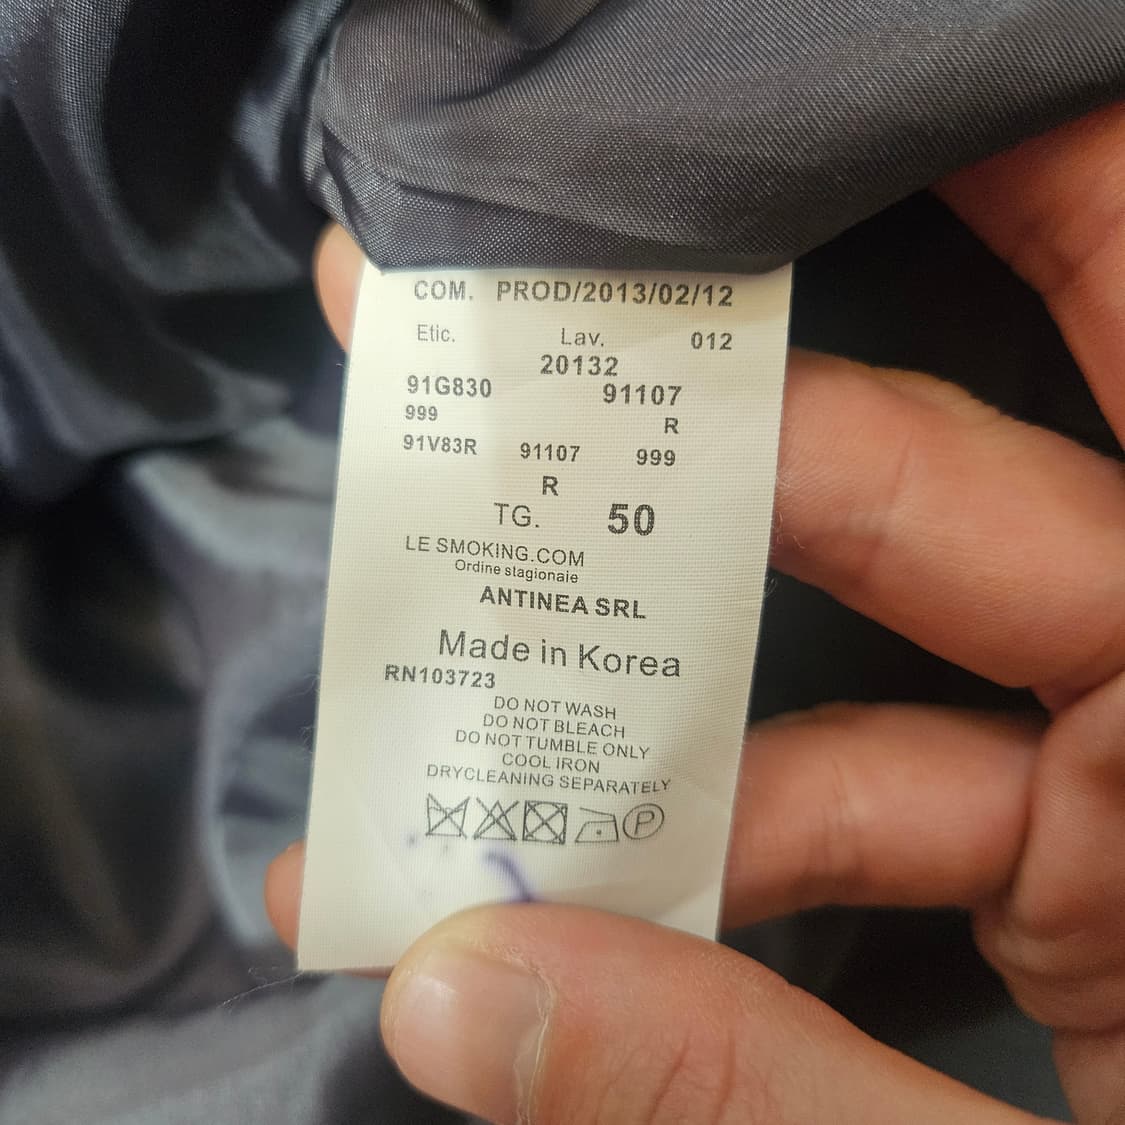 COM. PROD/2013/02/12
Etic. Lav. 012
20132
91G830 91107
999 R
91V83R 91107 999
R
TG. 50
LE SMOKING.COM
Ordine stagionaie
ANTINEA SRL
Made in Korea
RN103723
DO NOT WASH
DO NOT BLEACH
DO NOT TUMBLE ONLY
COOL IRON
DRYCLEANING SEPARATELY
P